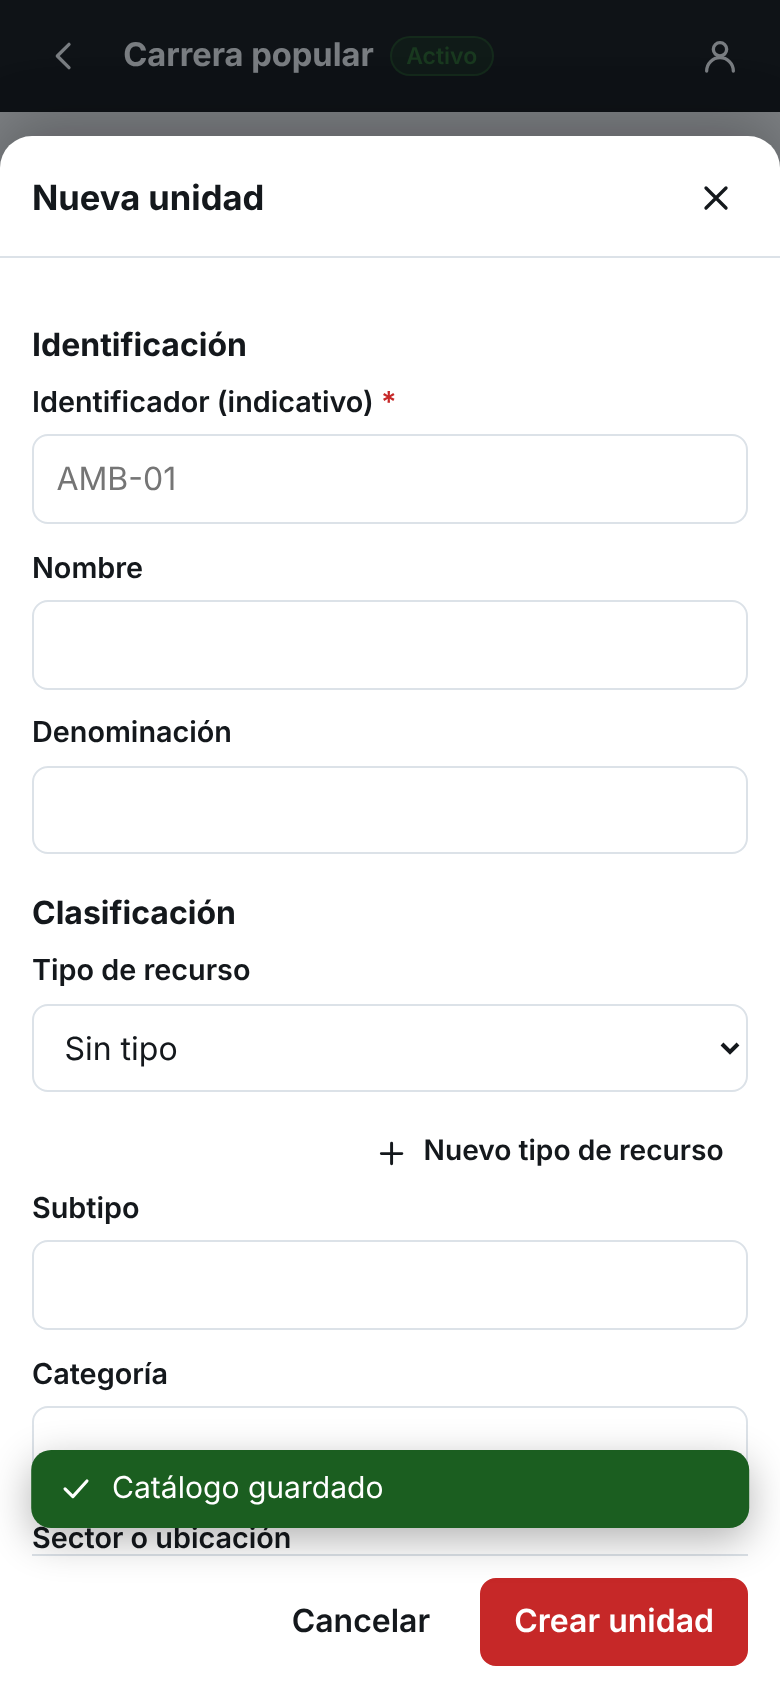 Carrera popular Activo
Nueva unidad
Identificación
Identificador (indicativo) *
AMB-01
Nombre
Denominación
Clasificación
Tipo de recurso
Sin tipo
Nuevo tipo de recurso
Subtipo
Categoría
Catálogo guardado
Sector o ubicación
Cancelar
Crear unidad